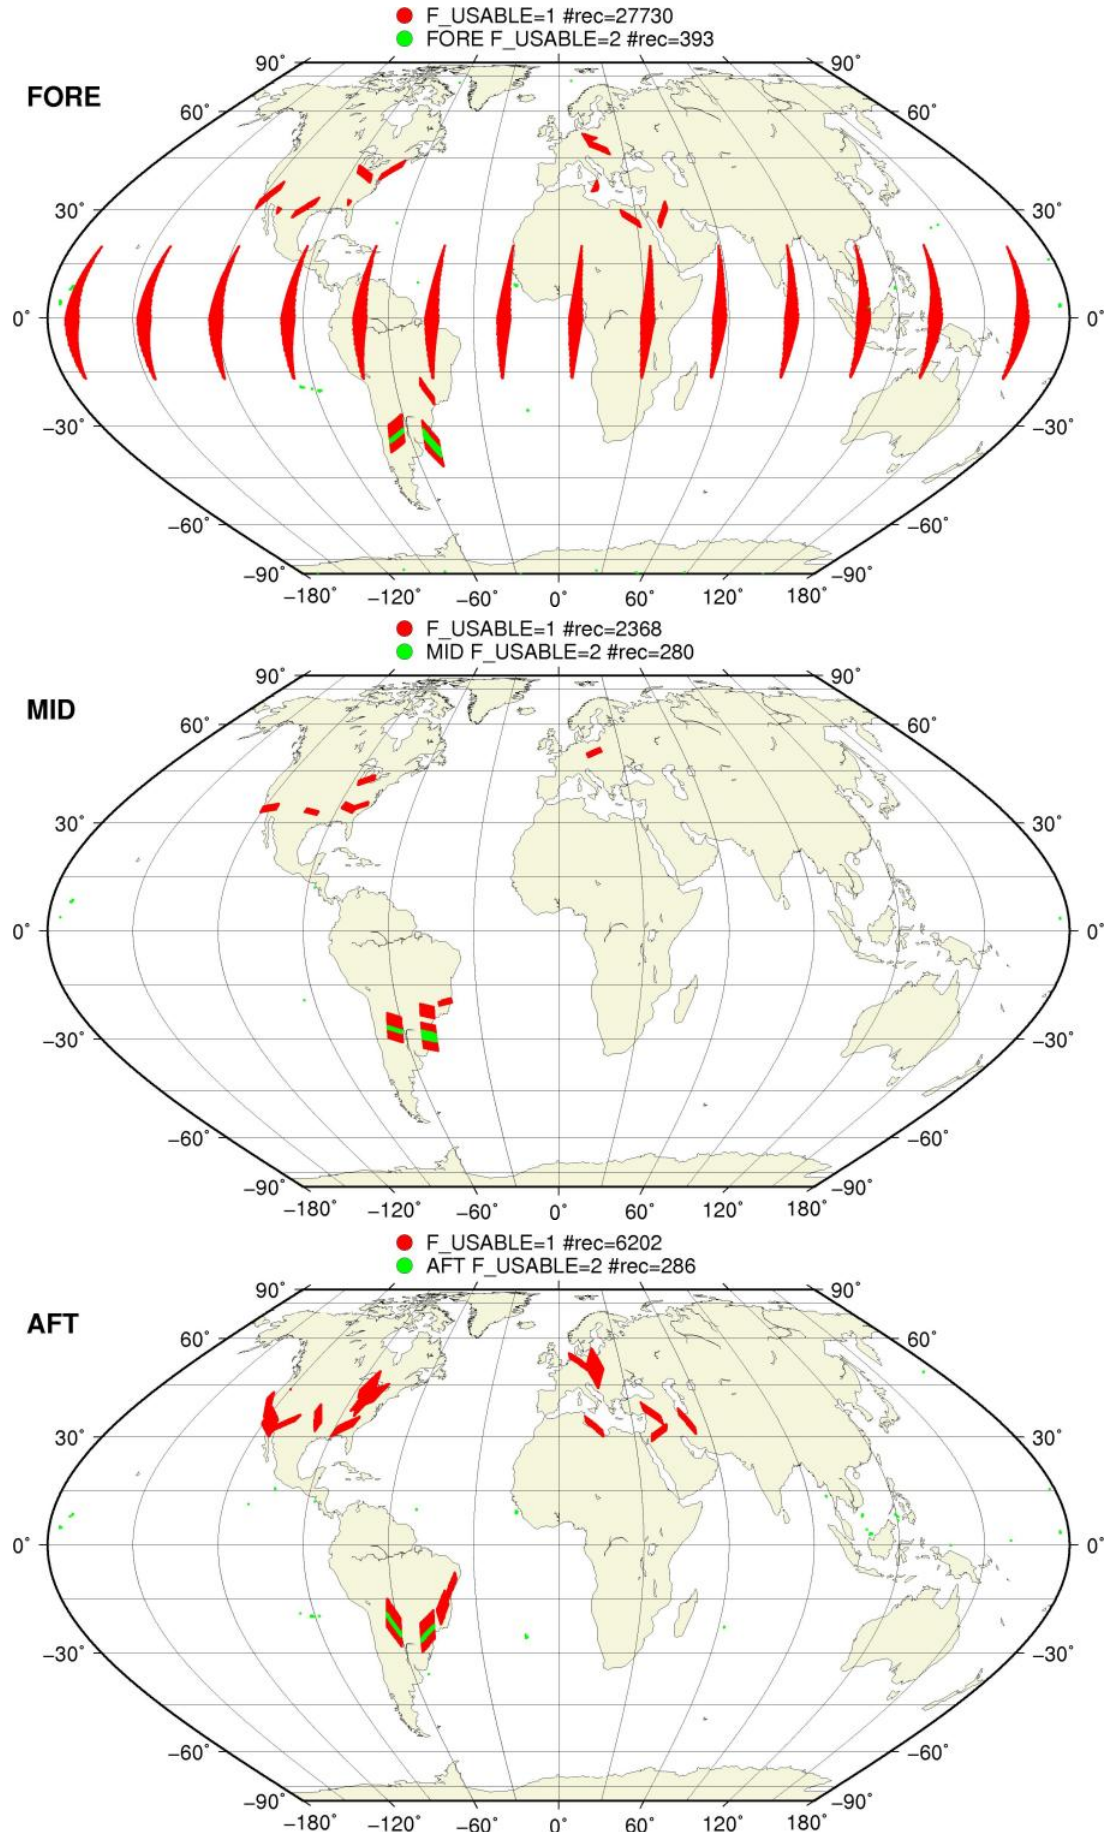 F_USABLE=1 #rec=27730
FORE F_USABLE=2 #rec=393
90° 90°
FORE
60° 60°
30° 30°
0° 0°
−30° −30°
−60° −60°
−90° −90°
−180° −120° −60° 0° 60° 120° 180°
F_USABLE=1 #rec=2368
MID F_USABLE=2 #rec=280
90° 90°
MID
60° 60°
30° 30°
0° 0°
−30° −30°
−60° −60°
−90° −90°
−180° −120° −60° 0° 60° 120° 180°
F_USABLE=1 #rec=6202
AFT F_USABLE=2 #rec=286
90° 90°
AFT
60° 60°
30° 30°
0° 0°
−30° −30°
−60° −60°
−90° −90°
−180° −120° −60° 0° 60° 120° 180°